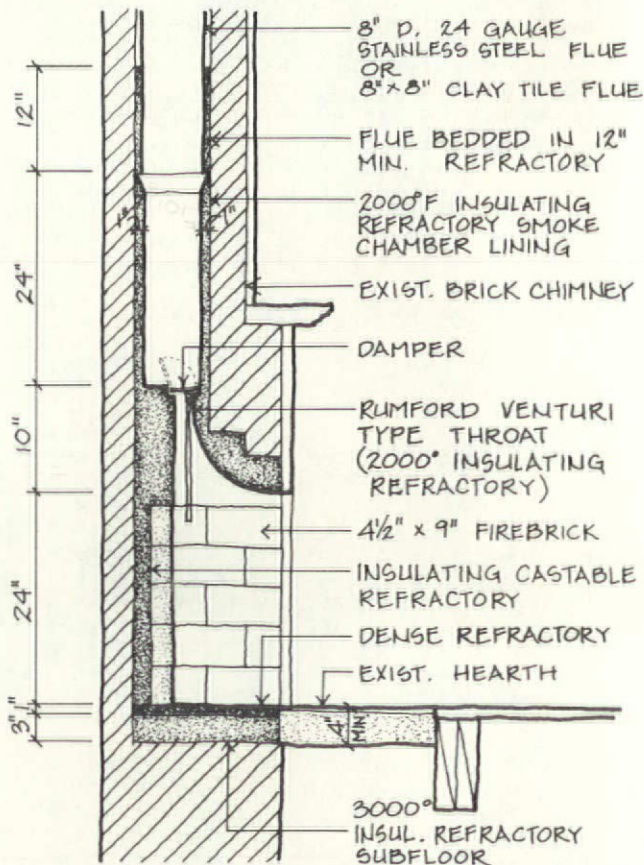 8" D. 24 GAUGE
STAINLESS STEEL FLUE
OR
8"x8" CLAY TILE FLUE
FLUE BEDDED IN 12"
MIN. REFRACTORY
2000°F INSULATING
REFRACTORY SMOKE
CHAMBER LINING
EXIST. BRICK CHIMNEY
DAMPER
RUMFORD VENTURI
TYPE THROAT
(2000° INSULATING
REFRACTORY)
4½" x 9" FIREBRICK
INSULATING CASTABLE
REFRACTORY
DENSE REFRACTORY
EXIST. HEARTH
3000°
INSUL. REFRACTORY
SUBFLOOR
12"
24"
10"
24"
1"
3"
1"
1"
4"
MIN